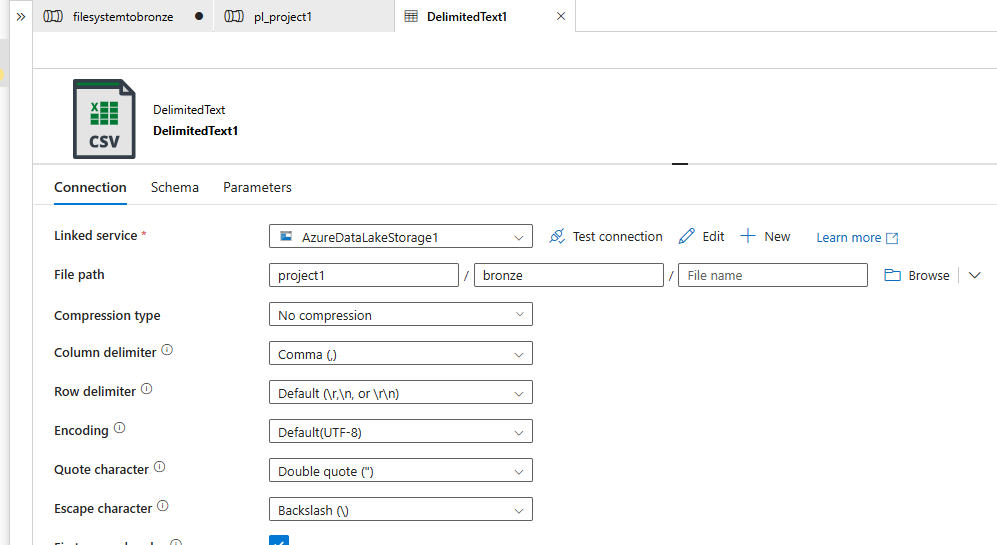 filesystemtobronze
pl_project1
DelimitedText1
DelimitedText
DelimitedText1
X
CSV
Connection Schema Parameters
Linked service * AzureDataLakeStorage1 Test connection Edit New Learn more
File path project1 / bronze / File name Browse
Compression type No compression
Column delimiter Comma (,)
Row delimiter Default (\r,\n, or \r\n)
Encoding Default(UTF-8)
Quote character Double quote (")
Escape character Backslash (\)